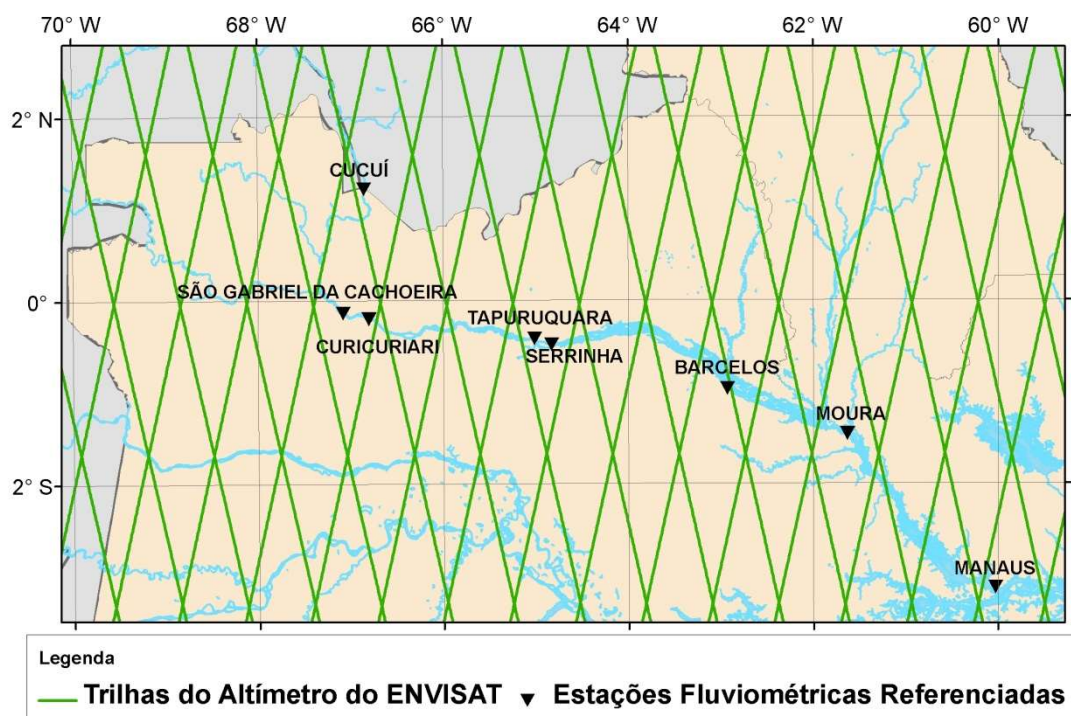 70° W 68° W 66° W 64° W 62° W 60° W
2° N
CUCUÍ
0°
SÃO GABRIEL DA CACHOEIRA
CURICURIARI
TAPURUQUARA
SERRINHA
BARCELOS
MOURA
2° S
MANAUS
Legenda
Trilhas do Altímetro do ENVISAT
Estações Fluviométricas Referenciadas